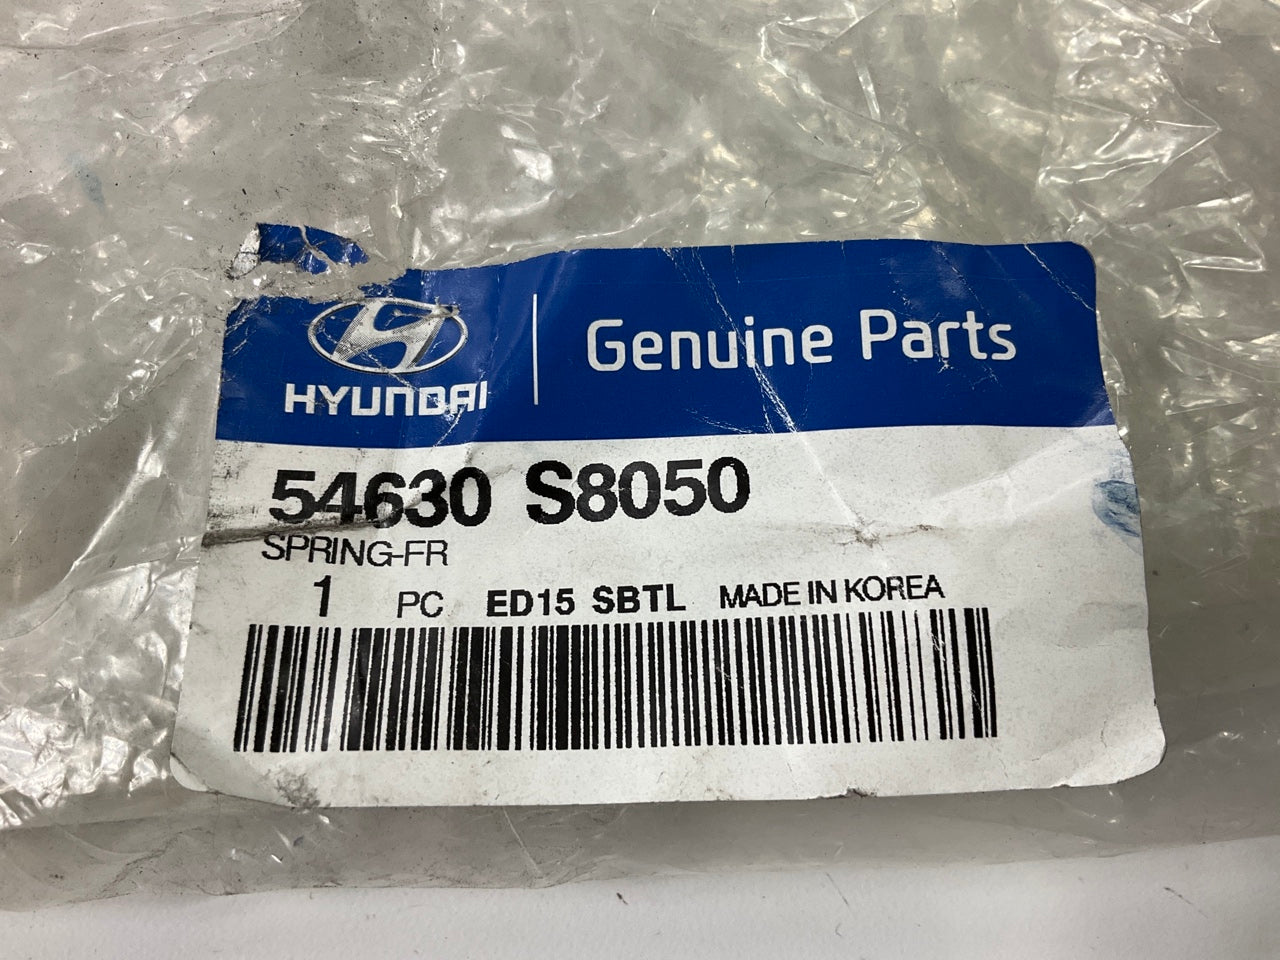 HYUNDAI
Genuine Parts
54630 S8050
SPRING-FR
1 PC ED15 SBTL MADE IN KOREA